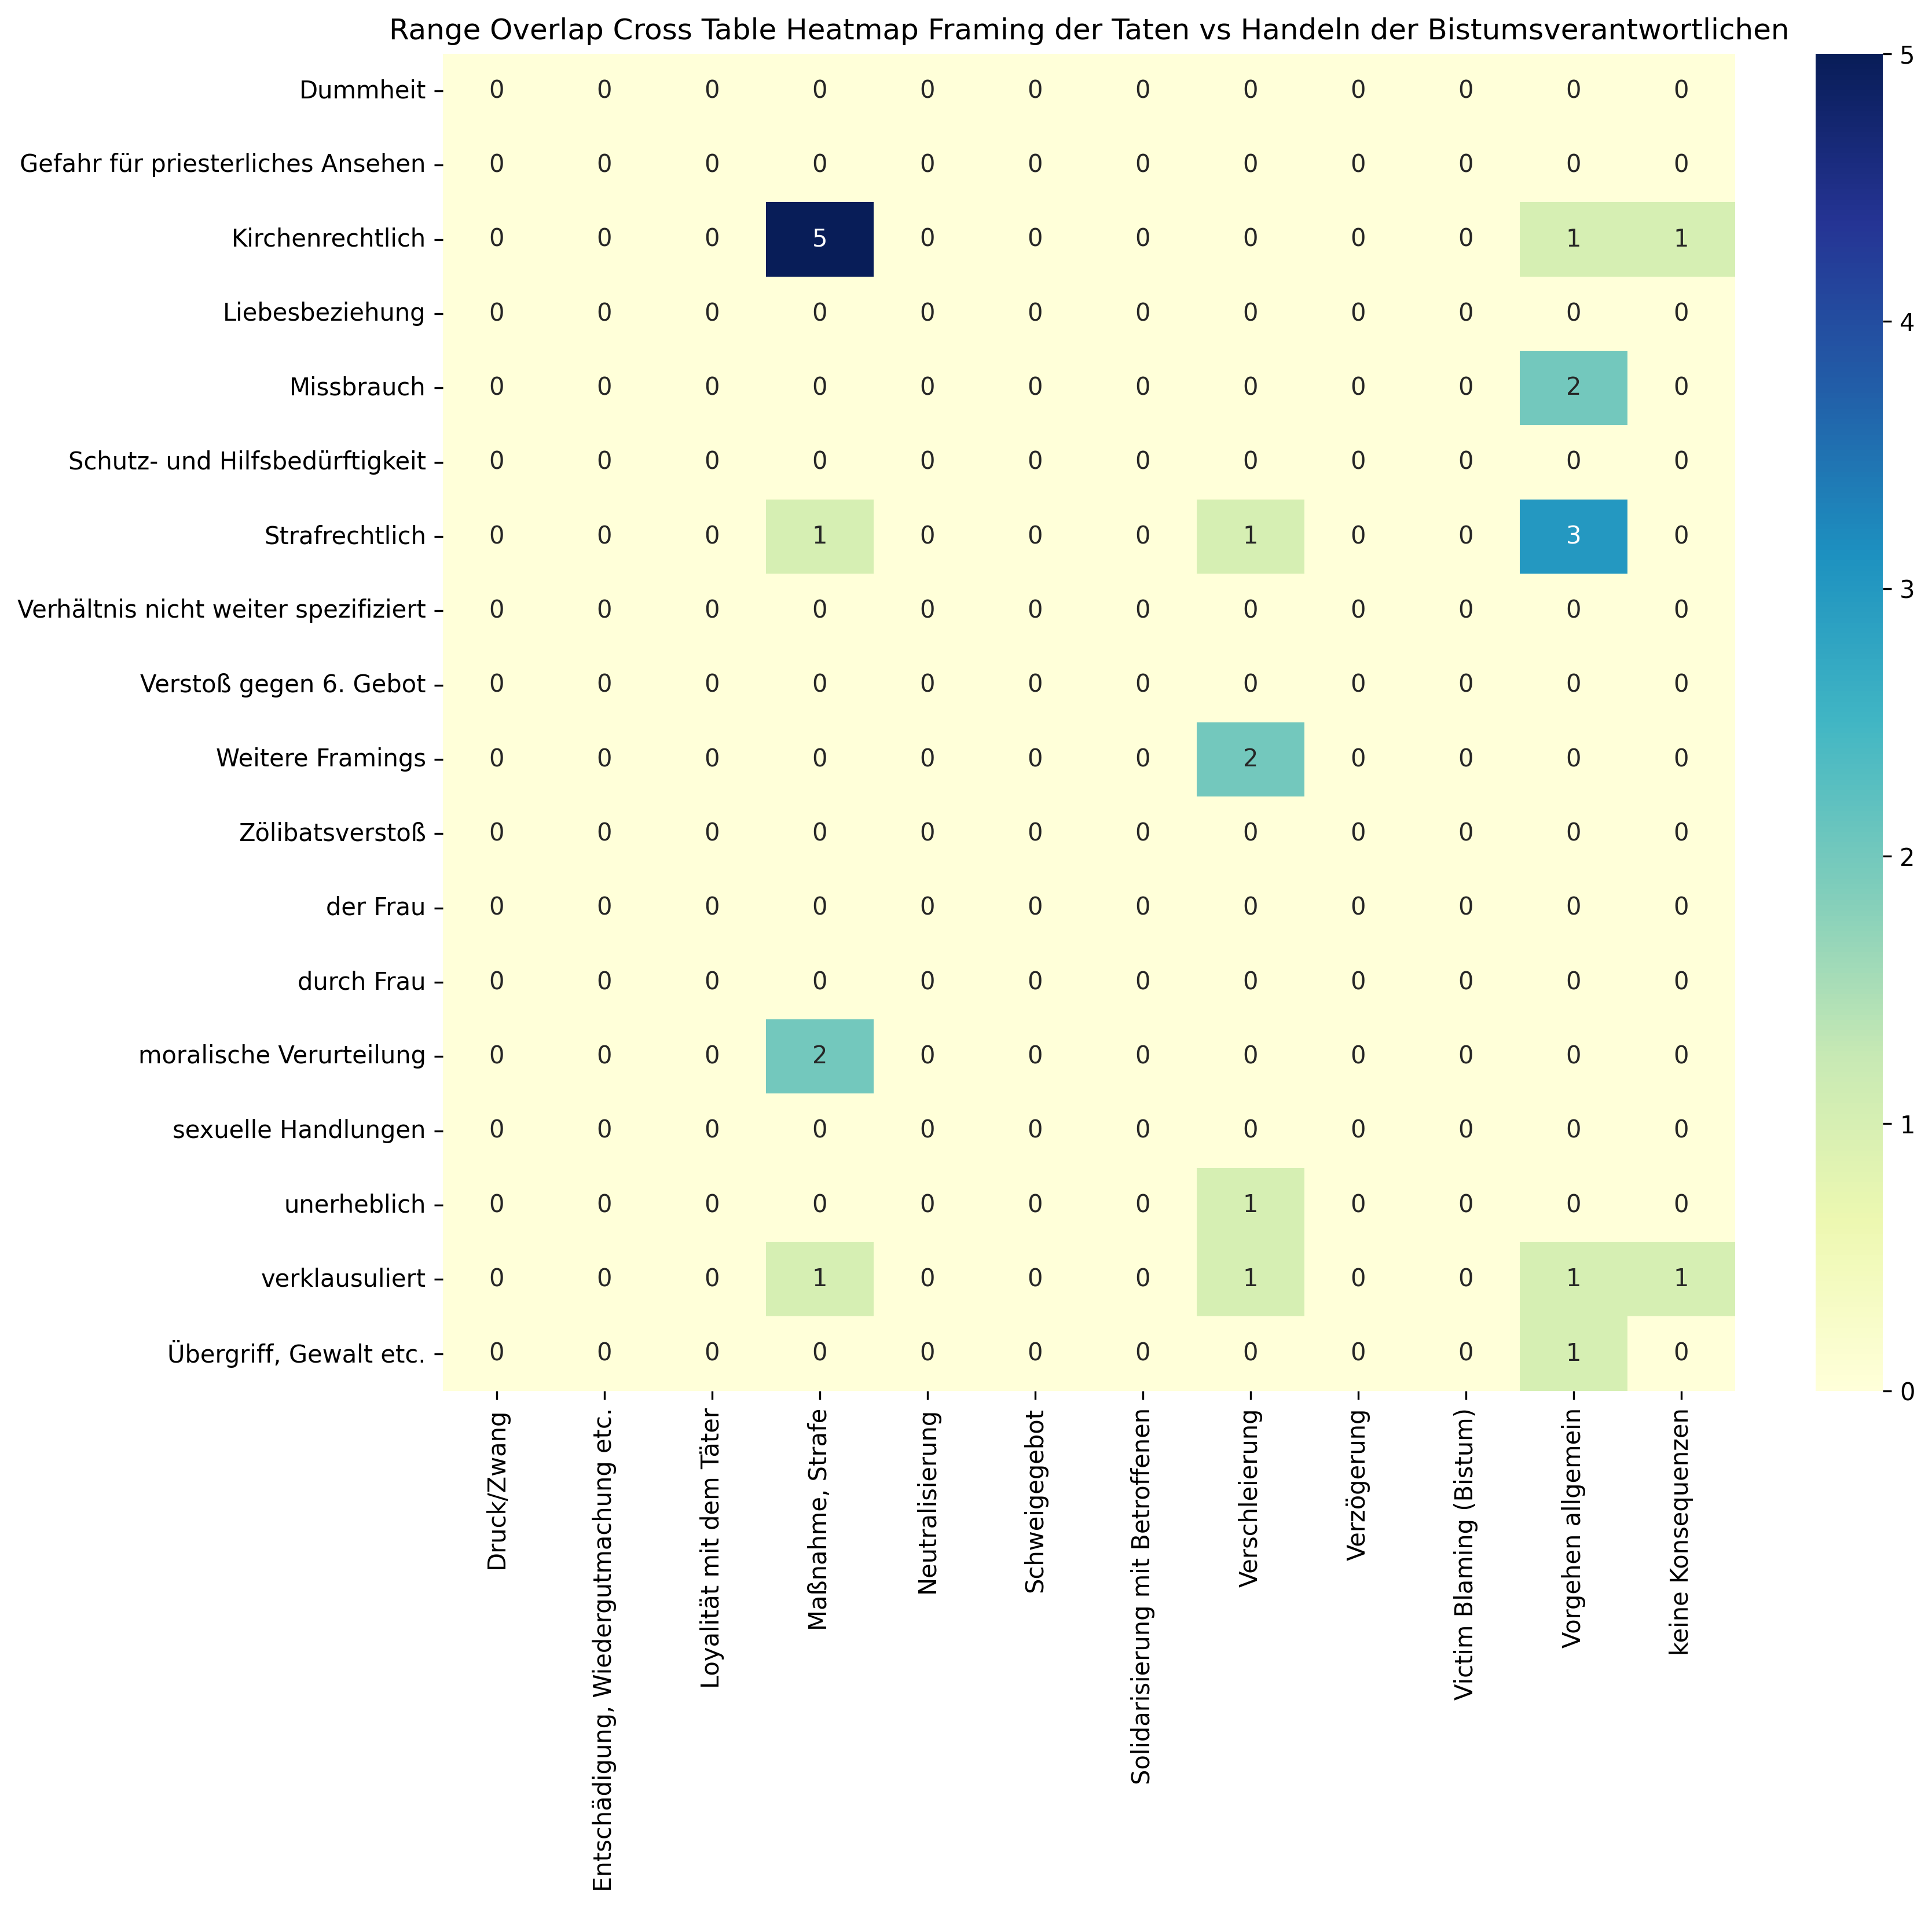 Range Overlap Cross Table Heatmap Framing der Taten vs Handeln der Bistumsverantwortlichen
Dummheit 0 0 0 0 0 0 0 0 0 0 0 0
Gefahr für priesterliches Ansehen 0 0 0 0 0 0 0 0 0 0 0 0
Kirchenrechtlich 0 0 0 5 0 0 0 0 0 0 1 1
Liebesbeziehung 0 0 0 0 0 0 0 0 0 0 0 0
Missbrauch 0 0 0 0 0 0 0 0 0 0 2 0
Schutz- und Hilfsbedürftigkeit 0 0 0 0 0 0 0 0 0 0 0 0
Strafrechtlich 0 0 0 1 0 0 0 1 0 0 3 0
Verhältnis nicht weiter spezifiziert 0 0 0 0 0 0 0 0 0 0 0 0
Verstoß gegen 6. Gebot 0 0 0 0 0 0 0 0 0 0 0 0
Weitere Framings 0 0 0 0 0 0 0 2 0 0 0 0
Zölibatsverstoß 0 0 0 0 0 0 0 0 0 0 0 0
der Frau 0 0 0 0 0 0 0 0 0 0 0 0
durch Frau 0 0 0 0 0 0 0 0 0 0 0 0
moralische Verurteilung 0 0 0 2 0 0 0 0 0 0 0 0
sexuelle Handlungen 0 0 0 0 0 0 0 0 0 0 0 0
unerheblich 0 0 0 0 0 0 0 1 0 0 0 0
verklausuliert 0 0 0 1 0 0 0 1 0 0 1 1
Übergriff, Gewalt etc. 0 0 0 0 0 0 0 0 0 0 1 0
Druck/Zwang
Entschädigung, Wiedergutmachung etc.
Loyalität mit dem Täter
Maßnahme, Strafe
Neutralisierung
Schweigegebot
Solidarisierung mit Betroffenen
Verschleierung
Verzögerung
Victim Blaming (Bistum)
Vorgehen allgemein
keine Konsequenzen
5
4
3
2
1
0